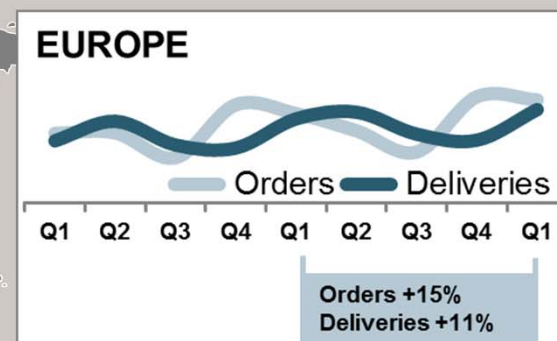 EUROPE
Orders Deliveries
Q1 Q2 Q3 Q4 Q1 Q2 Q3 Q4 Q1
Orders +15%
Deliveries +11%